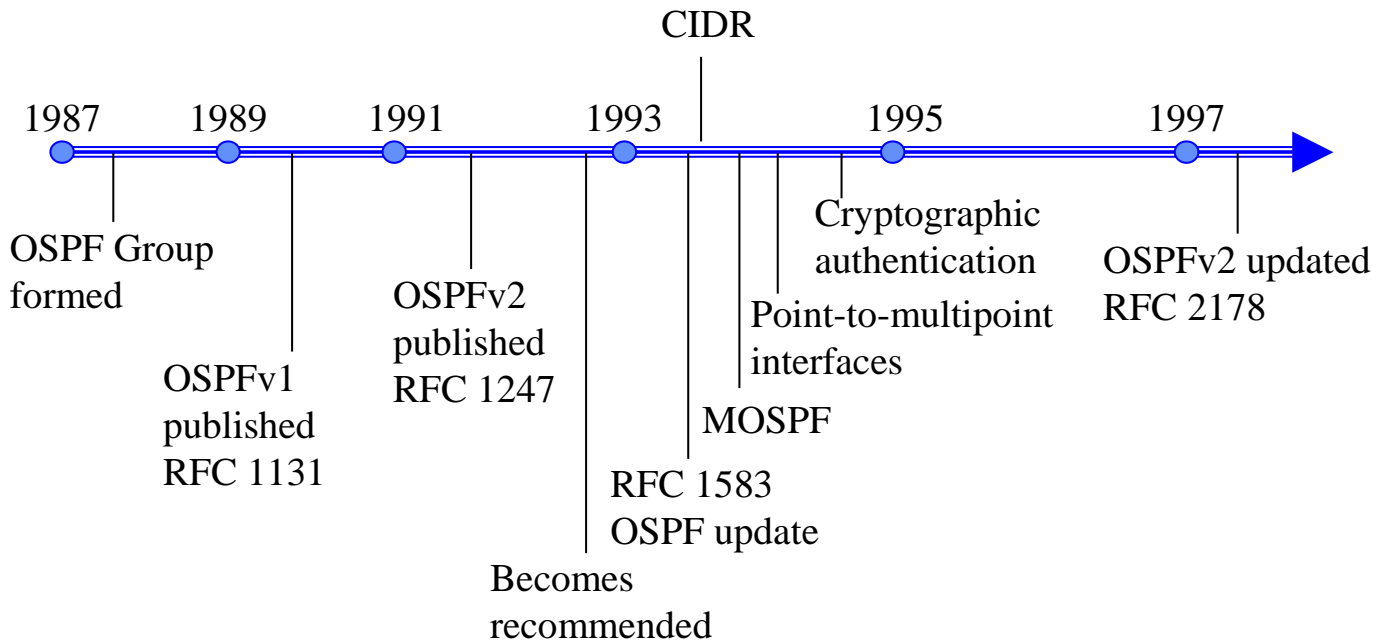 CIDR
1987
1989
1991
1993
1995
1997
OSPF Group
formed
OSPFv1
published
RFC 1131
OSPFv2
published
RFC 1247
Becomes
recommended
RFC 1583
OSPF update
MOSPF
Point-to-multipoint
interfaces
Cryptographic
authentication
OSPFv2 updated
RFC 2178